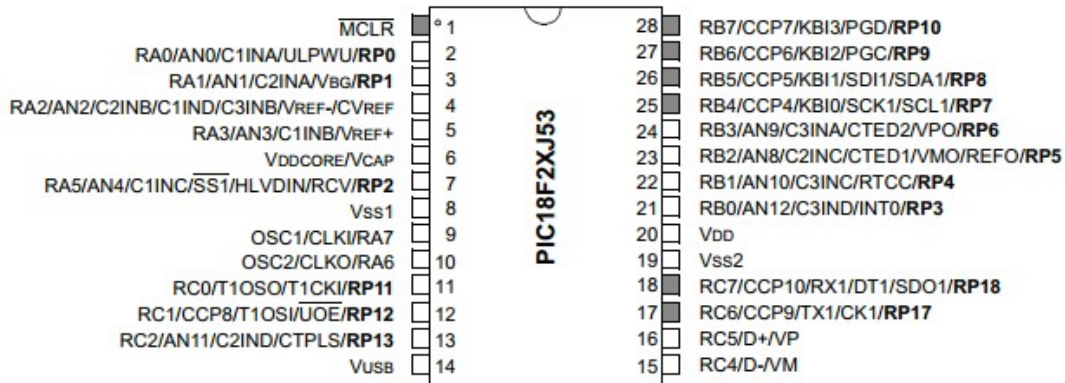 MCLR 1
RA0/AN0/C1INA/ULPWU/RP0 2
RA1/AN1/C2INA/VBG/RP1 3
RA2/AN2/C2INB/C1IND/C3INB/VREF-/CVREF 4
RA3/AN3/C1INB/VREF+ 5
VDDCORE/VCAP 6
RA5/AN4/C1INC/SS1/HLVDIN/RCV/RP2 7
VSS1 8
OSC1/CLKI/RA7 9
OSC2/CLKO/RA6 10
RC0/T1OSO/T1CKI/RP11 11
RC1/CCP8/T1OSI/UOE/RP12 12
RC2/AN11/C2IND/CTPLS/RP13 13
VUSB 14
PIC18F2XJ53
28 RB7/CCP7/KBI3/PGD/RP10
27 RB6/CCP6/KBI2/PGC/RP9
26 RB5/CCP5/KBI1/SDI1/SDA1/RP8
25 RB4/CCP4/KBI0/SCK1/SCL1/RP7
24 RB3/AN9/C3INA/CTED2/VPO/RP6
23 RB2/AN8/C2INC/CTED1/VMO/REFO/RP5
22 RB1/AN10/C3INC/RTCC/RP4
21 RB0/AN12/C3IND/INT0/RP3
20 VDD
19 VSS2
18 RC7/CCP10/RX1/DT1/SDO1/RP18
17 RC6/CCP9/TX1/CK1/RP17
16 RC5/D+/VP
15 RC4/D-/VM